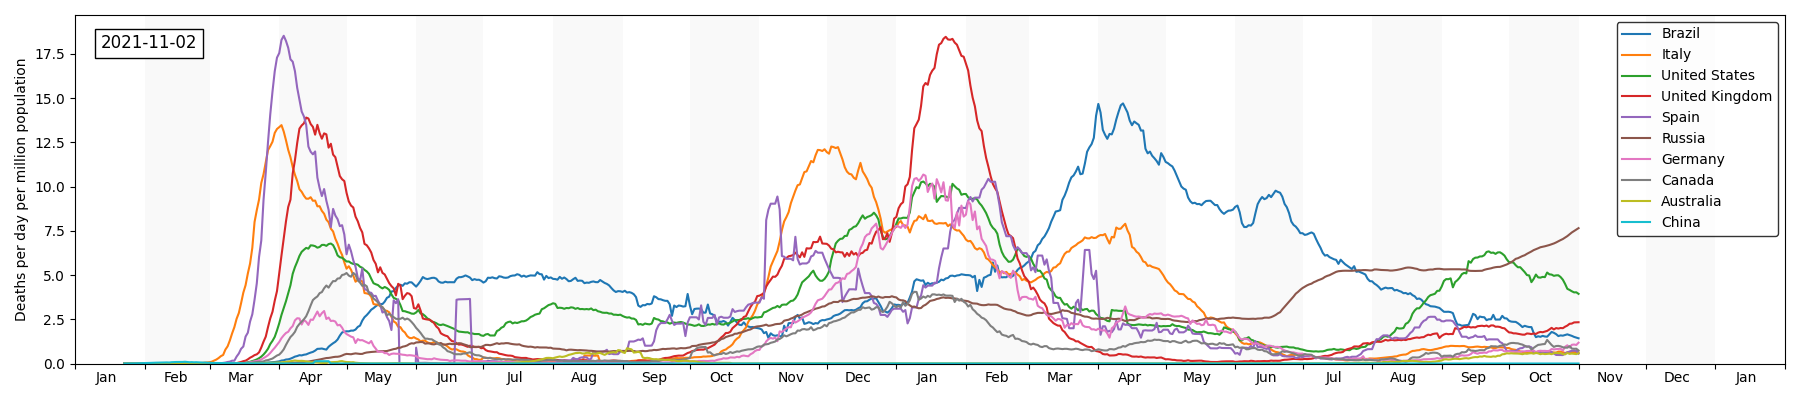 2021-11-02
Deaths per day per million population
17.5
15.0
12.5
10.0
7.5
5.0
2.5
0.0
Jan Feb Mar Apr May Jun Jul Aug Sep Oct Nov Dec Jan Feb Mar Apr May Jun Jul Aug Sep Oct Nov Dec Jan
Brazil
Italy
United States
United Kingdom
Spain
Russia
Germany
Canada
Australia
China